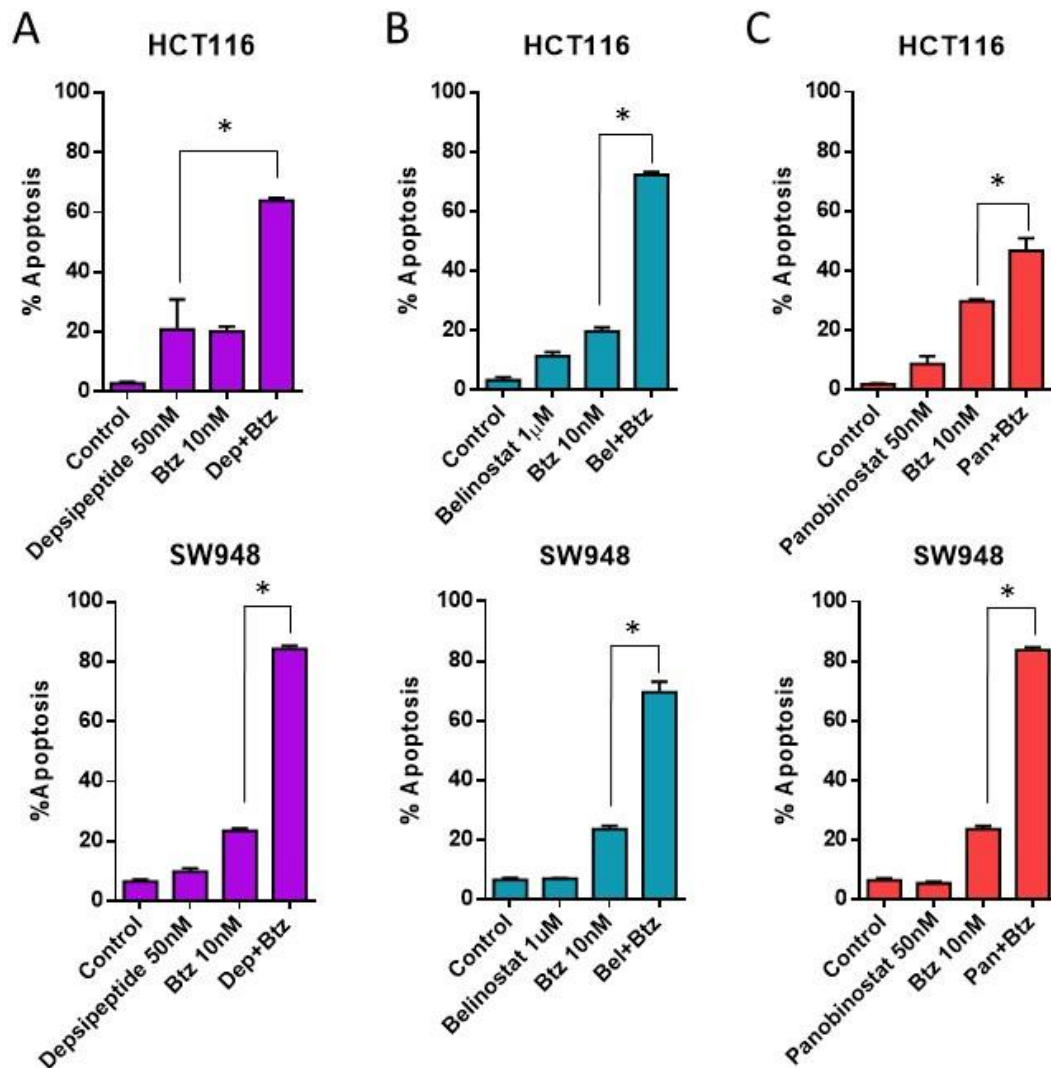 A
HCT116
% Apoptosis
100
80
60
40
20
0
*
Control
Depsipeptide 50nM
Btz 10nM
Dep+Btz
B
HCT116
% Apoptosis
100
80
60
40
20
0
*
Control
Belinostat 1μM
Btz 10nM
Bel+Btz
C
HCT116
% Apoptosis
100
80
60
40
20
0
*
Control
Panobinostat 50nM
Btz 10nM
Pan+Btz
SW948
%Apoptosis
100
80
60
40
20
0
*
Control
Depsipeptide 50nM
Btz 10nM
Dep+Btz
SW948
% Apoptosis
100
80
60
40
20
0
*
Control
Belinostat 1uM
Btz 10nM
Bel+Btz
SW948
% Apoptosis
100
80
60
40
20
0
*
Control
Panobinostat 50nM
Btz 10nM
Pan+Btz